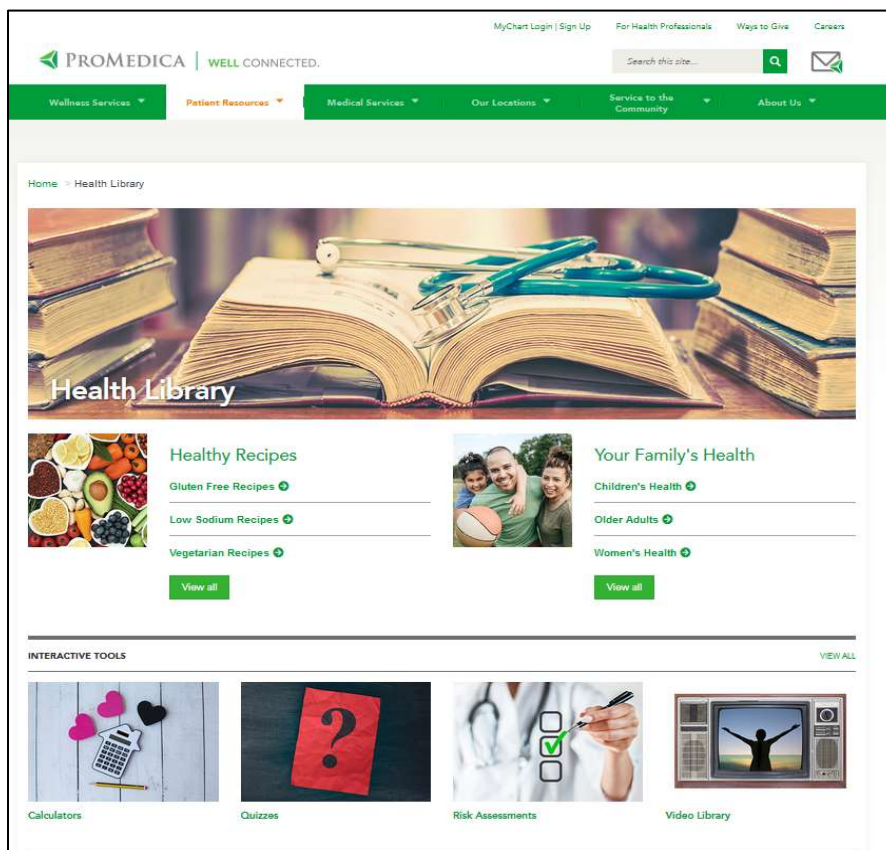 MyChart Login | Sign Up For Health Professionals Ways to Give Careers
PROMEDICA | WELL CONNECTED.
Search this site...
Wellness Services Patient Resources Medical Services Our Locations Service to the Community About Us
Home > Health Library
Health Library
Healthy Recipes
Gluten Free Recipes
Low Sodium Recipes
Vegetarian Recipes
View all
Your Family's Health
Children's Health
Older Adults
Women's Health
View all
INTERACTIVE TOOLS VIEW ALL
?
Calculators Quizzes Risk Assessments Video Library